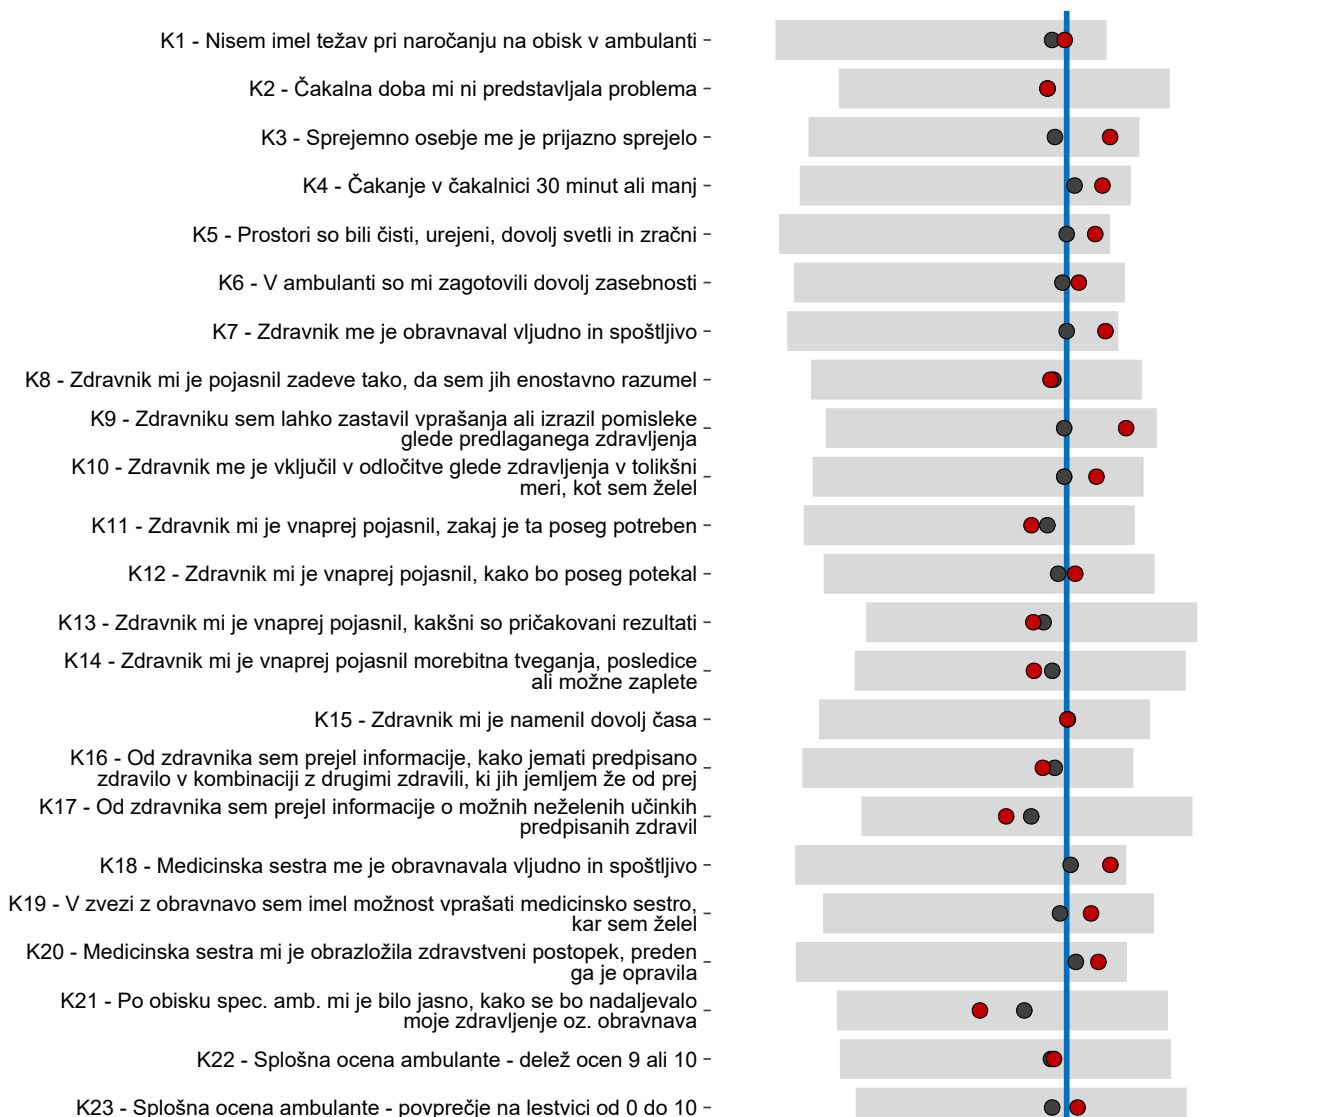 K1 - Nisem imel težav pri naročanju na obisk v ambulanti
K2 - Čakalna doba mi ni predstavljala problema
K3 - Sprejemno osebje me je prijazno sprejelo
K4 - Čakanje v čakalnici 30 minut ali manj
K5 - Prostori so bili čisti, urejeni, dovolj svetli in zračni
K6 - V ambulanti so mi zagotovili dovolj zasebnosti
K7 - Zdravnik me je obravnaval vljudno in spoštljivo
K8 - Zdravnik mi je pojasnil zadeve tako, da sem jih enostavno razumel
K9 - Zdravniku sem lahko zastavil vprašanja ali izrazil pomisleke
glede predlaganega zdravljenja
K10 - Zdravnik me je vključil v odločitve glede zdravljenja v tolikšni
meri, kot sem želel
K11 - Zdravnik mi je vnaprej pojasnil, zakaj je ta poseg potreben
K12 - Zdravnik mi je vnaprej pojasnil, kako bo poseg potekal
K13 - Zdravnik mi je vnaprej pojasnil, kakšni so pričakovani rezultati
K14 - Zdravnik mi je vnaprej pojasnil morebitna tveganja, posledice
ali možne zaplete
K15 - Zdravnik mi je namenil dovolj časa
K16 - Od zdravnika sem prejel informacije, kako jemati predpisano
zdravilo v kombinaciji z drugimi zdravili, ki jih jemljem že od prej
K17 - Od zdravnika sem prejel informacije o možnih neželenih učinkih
predpisanih zdravil
K18 - Medicinska sestra me je obravnavala vljudno in spoštljivo
K19 - V zvezi z obravnavo sem imel možnost vprašati medicinsko sestro,
kar sem želel
K20 - Medicinska sestra mi je obrazložila zdravstveni postopek, preden
ga je opravila
K21 - Po obisku spec. amb. mi je bilo jasno, kako se bo nadaljevalo
moje zdravljenje oz. obravnava
K22 - Splošna ocena ambulante - delež ocen 9 ali 10
K23 - Splošna ocena ambulante - povprečje na lestvici od 0 do 10